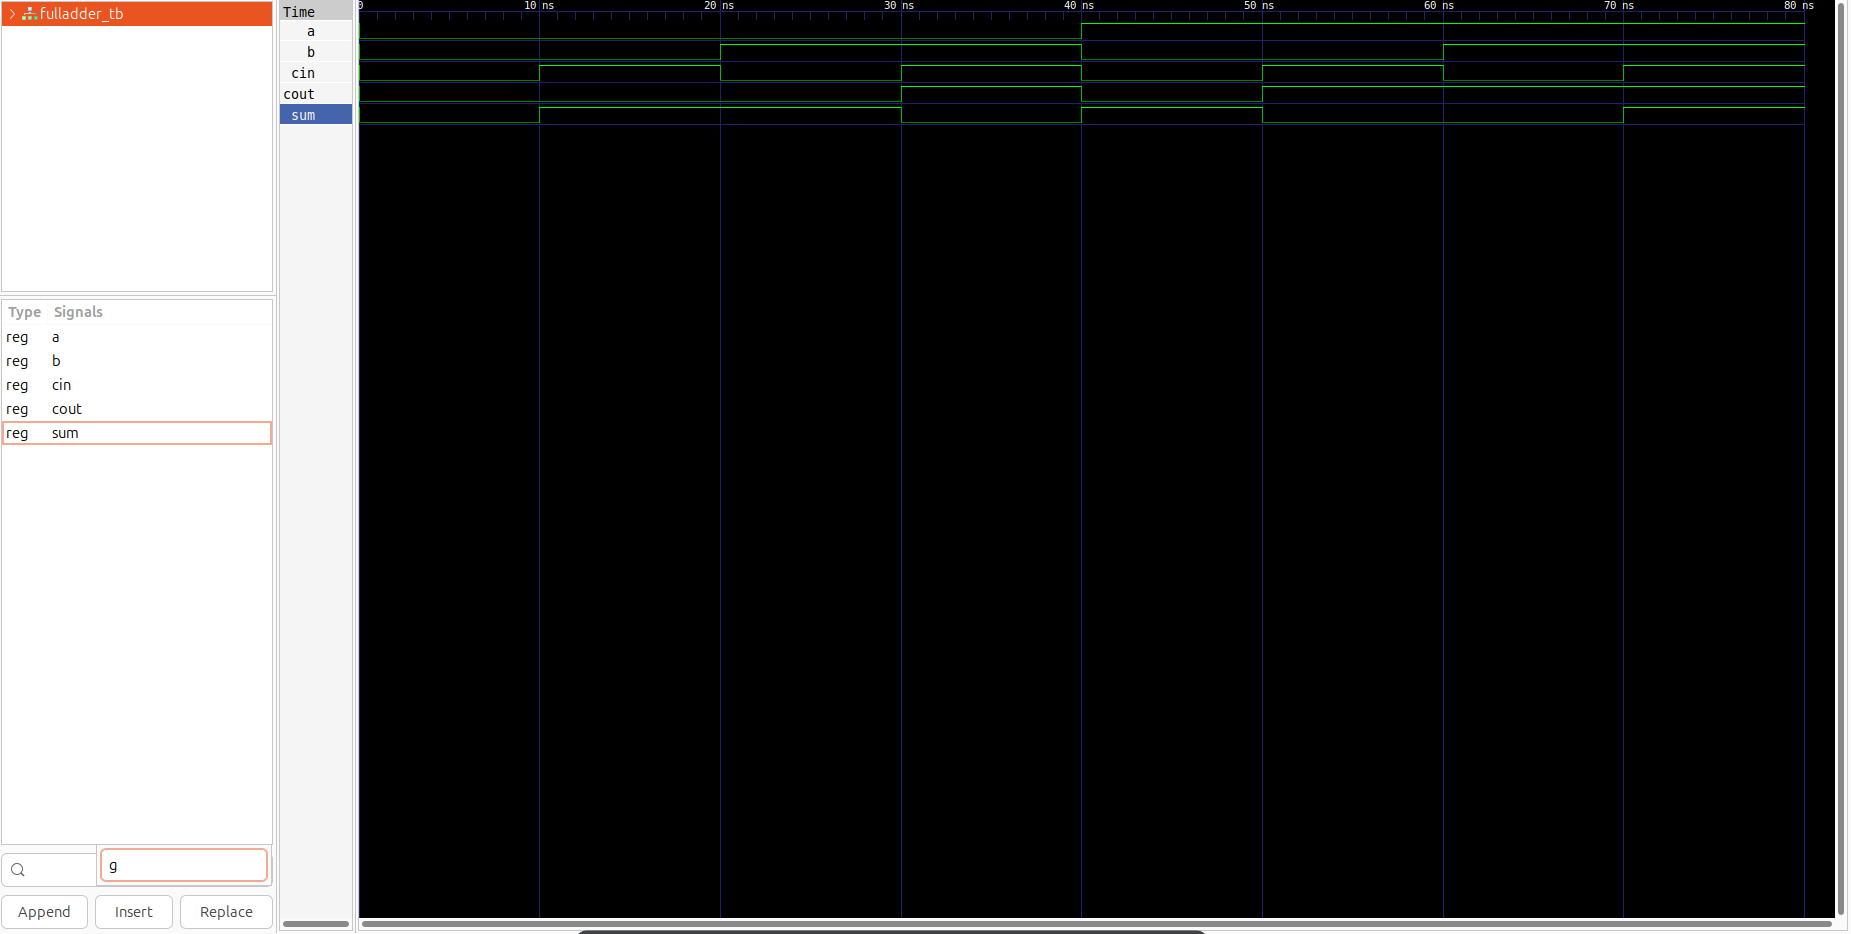 fulladder_tb
Type Signals
reg a
reg b
reg cin
reg cout
reg sum
g
Append Insert Replace
Time
a
b
cin
cout
sum
0 10 ns 20 ns 30 ns 40 ns 50 ns 60 ns 70 ns 80 ns